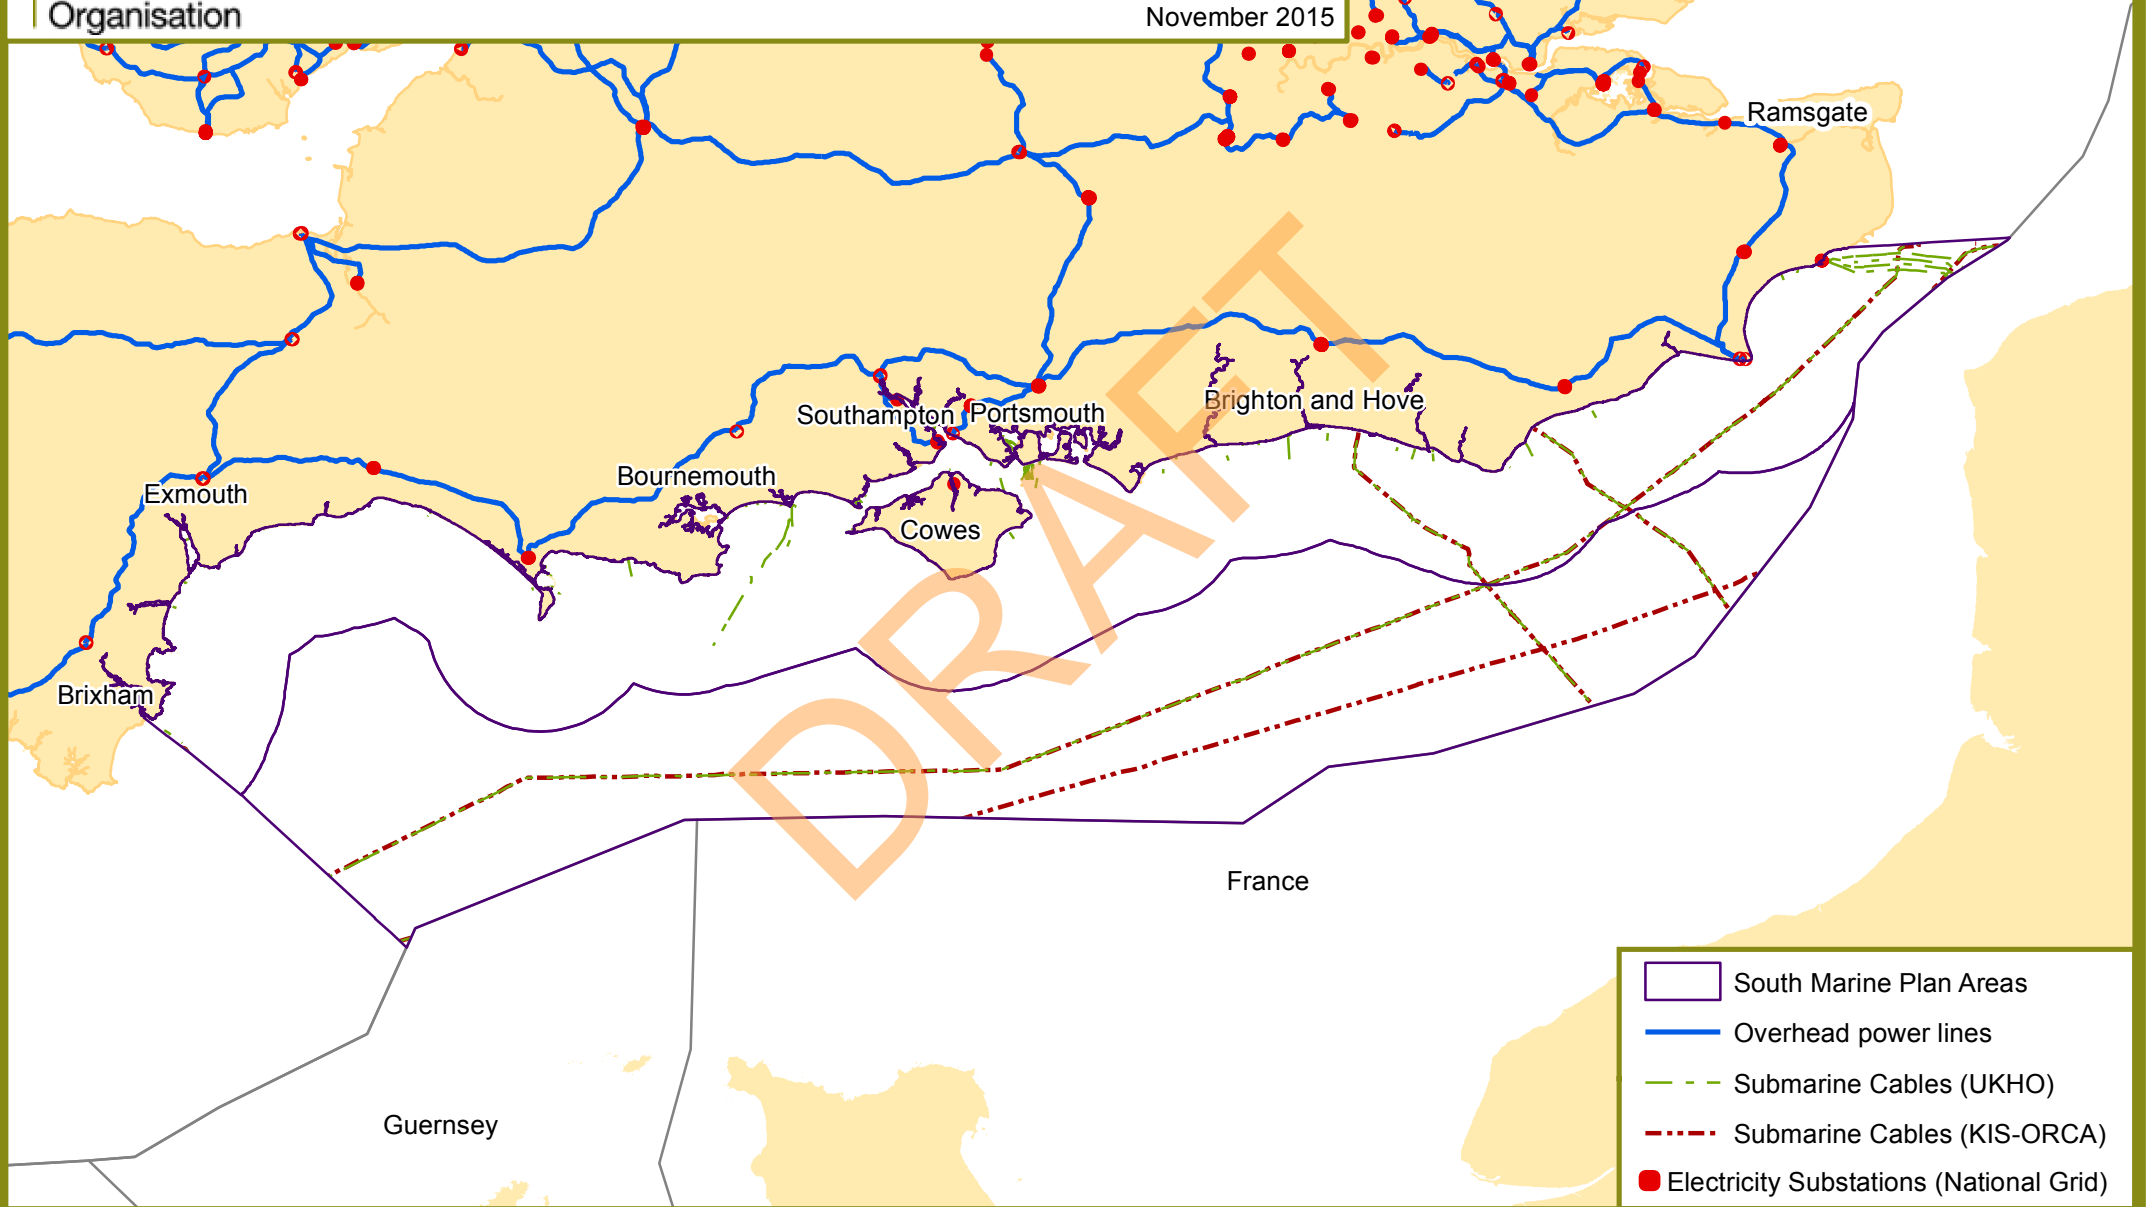 Organisation
November 2015
Ramsgate
Brighton and Hove
Southampton
Portsmouth
Bournemouth
Exmouth
Cowes
Brixham
DRAFT
France
Guernsey
South Marine Plan Areas
Overhead power lines
Submarine Cables (UKHO)
Submarine Cables (KIS-ORCA)
Electricity Substations (National Grid)